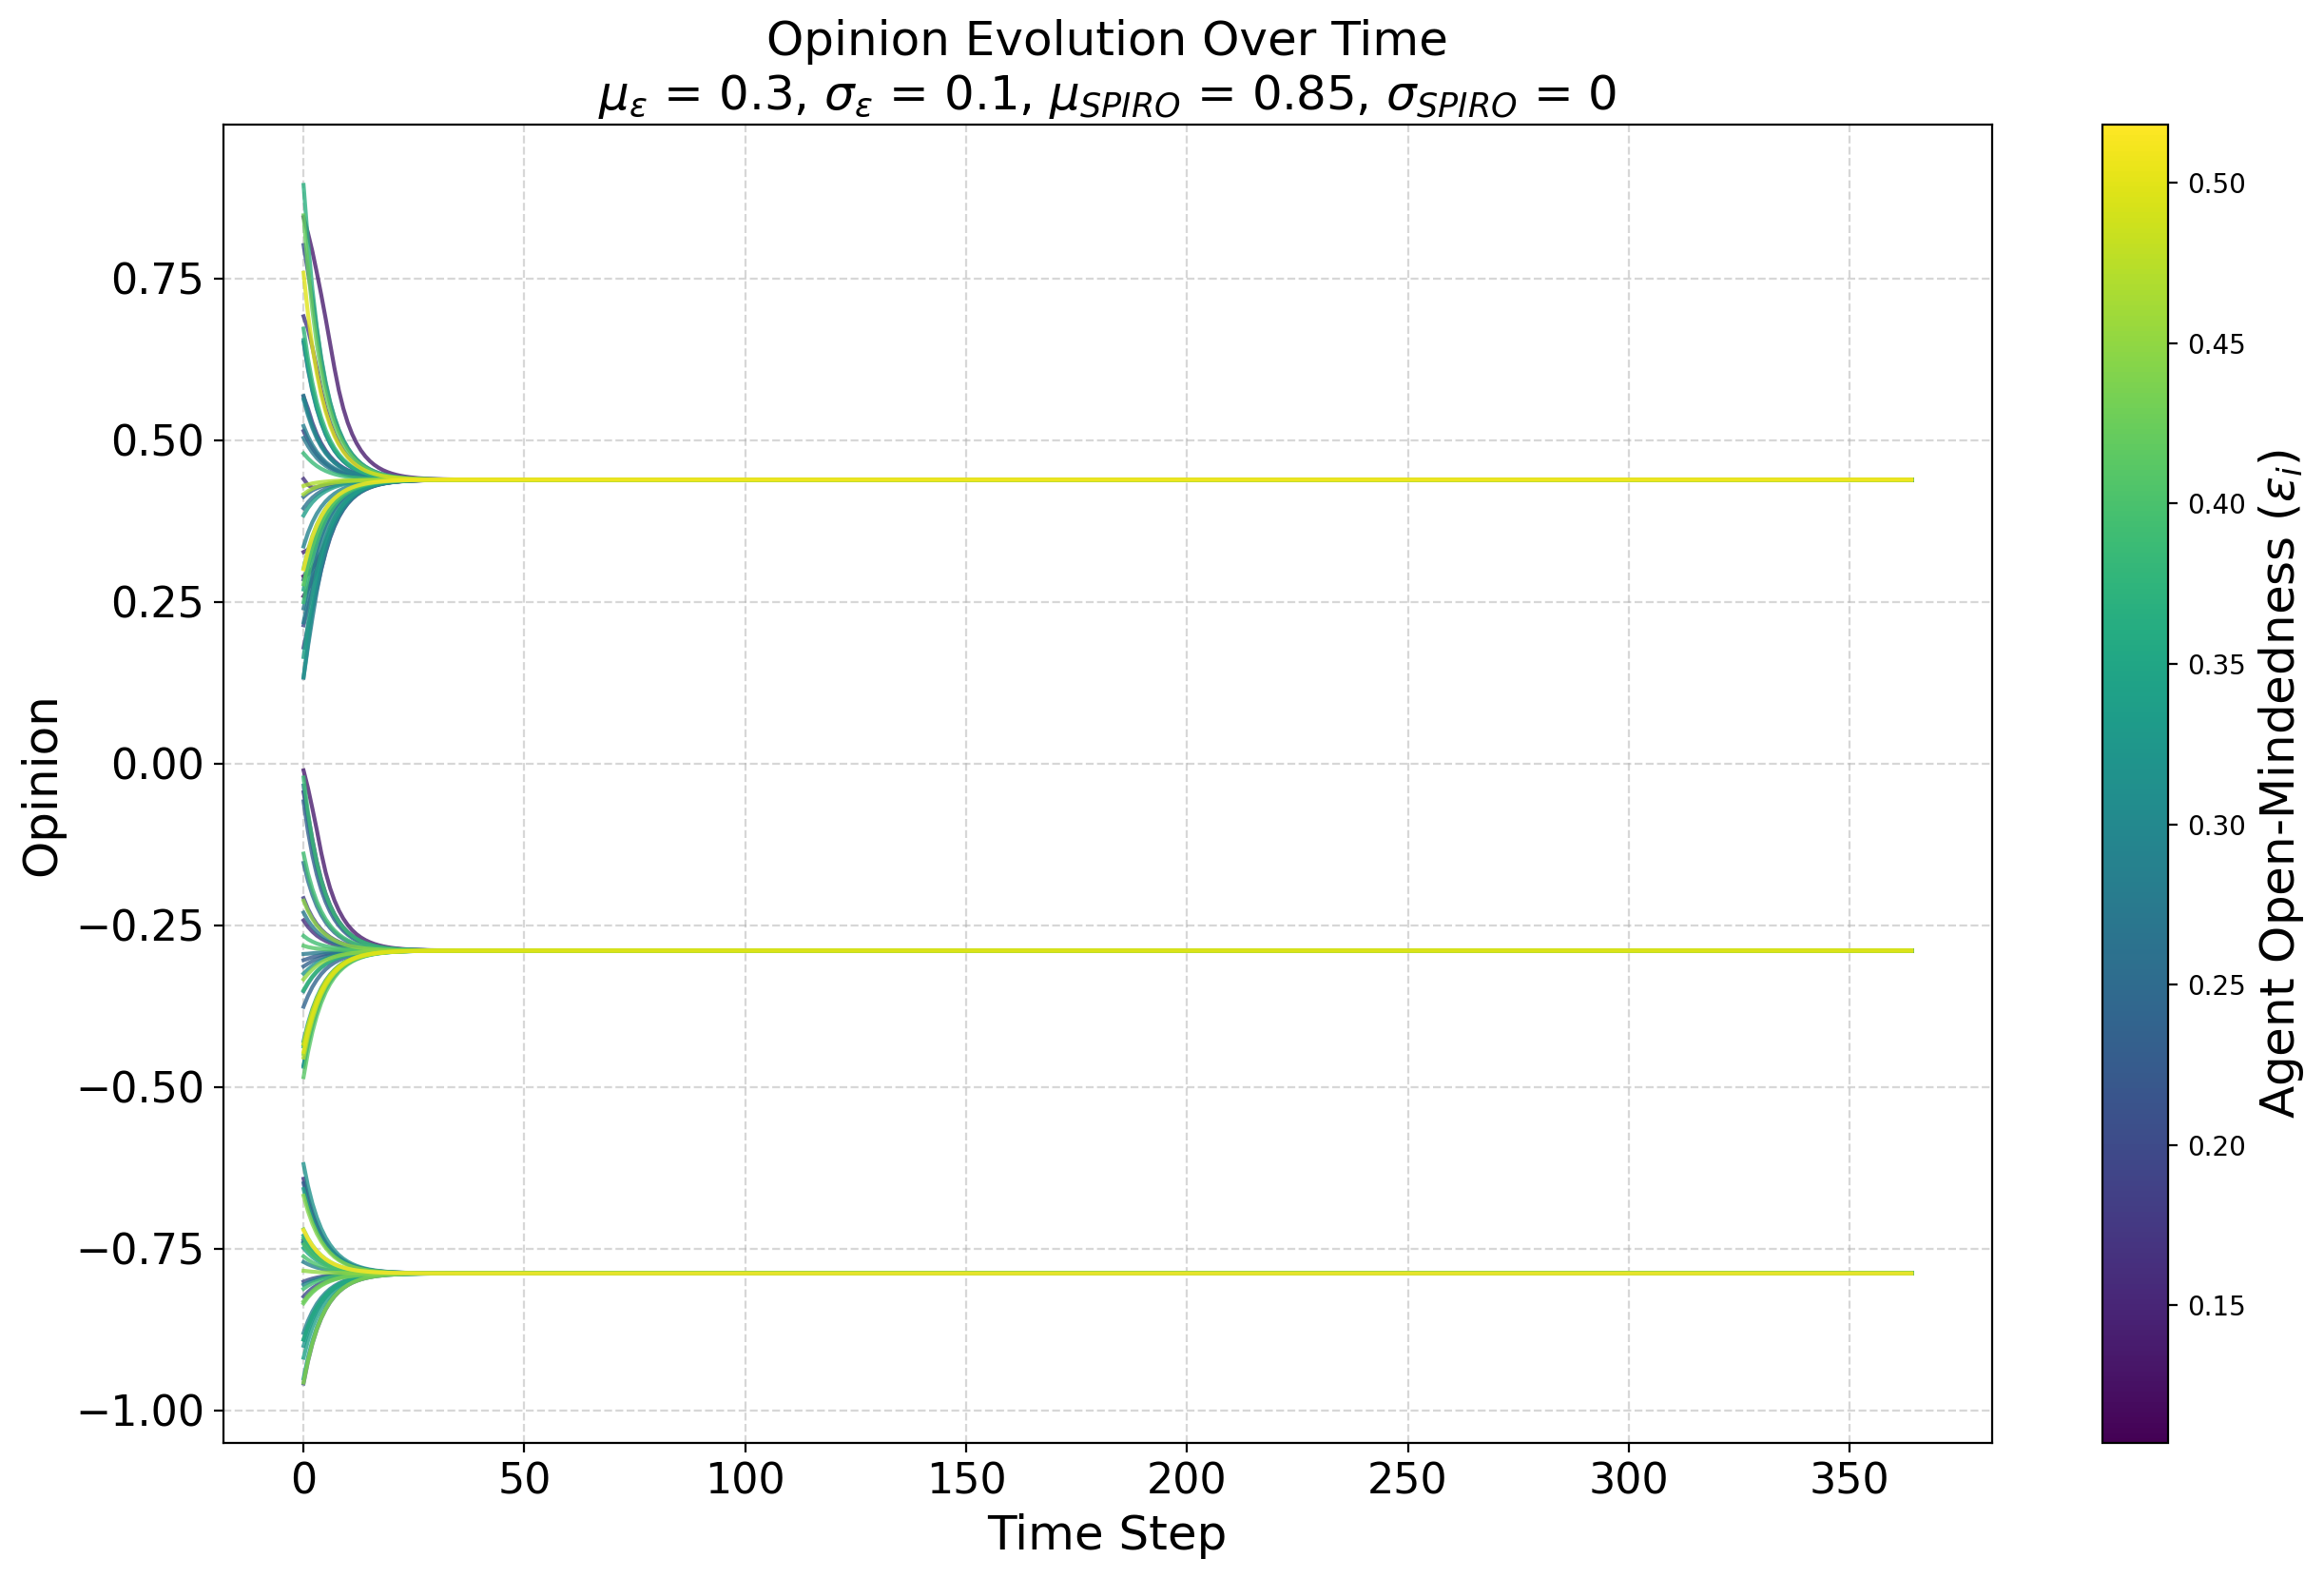 Opinion Evolution Over Time
μ_ε = 0.3, σ_ε = 0.1, μ_SPIRO = 0.85, σ_SPIRO = 0
Opinion
0.75
0.50
0.25
0.00
−0.25
−0.50
−0.75
−1.00
0 50 100 150 200 250 300 350
Time Step
0.50
0.45
0.40
0.35
0.30
0.25
0.20
0.15
Agent Open-Mindedness (ε_i)